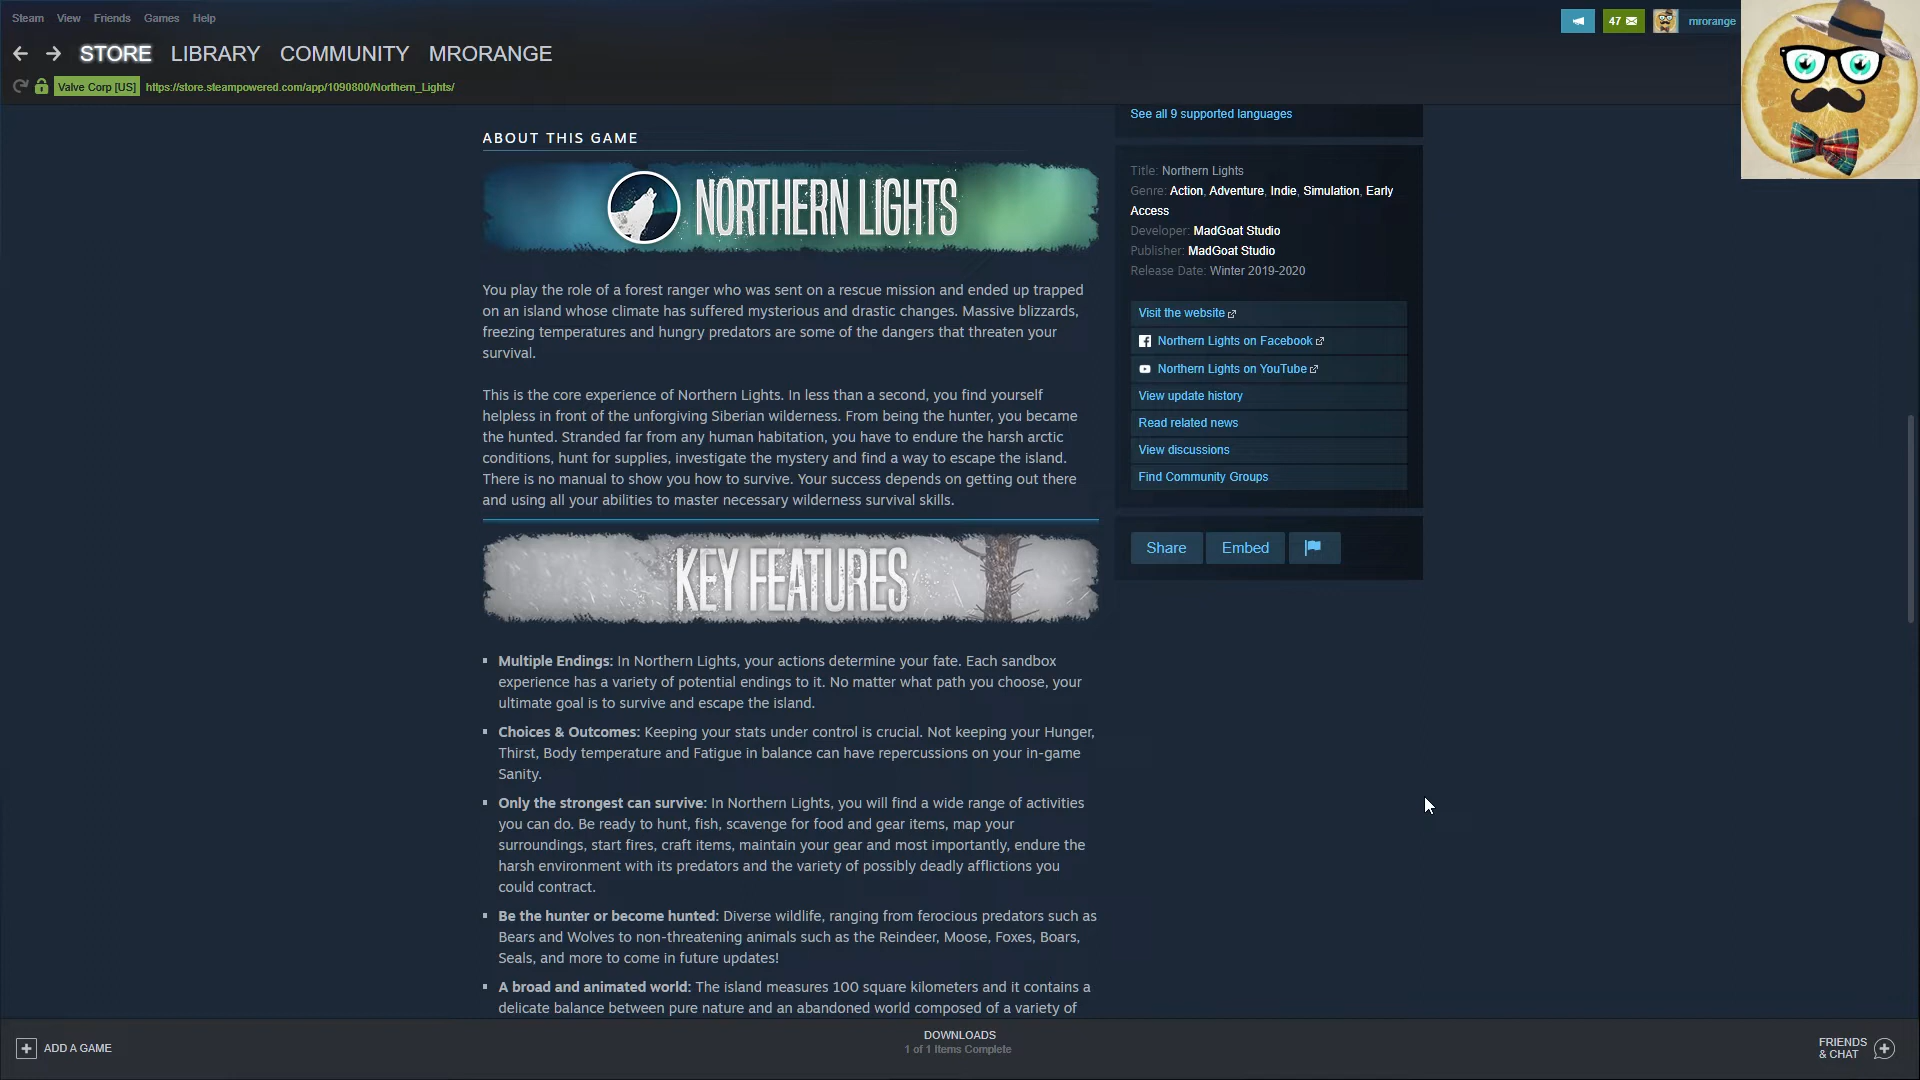 Steam View Friends Games Help
47
mrorange
STORE LIBRARY COMMUNITY MRORANGE
Valve Corp [US] https://store.steampowered.com/app/1090800/Northern_Lights/
ABOUT THIS GAME
NORTHERN LIGHTS
You play the role of a forest ranger who was sent on a rescue mission and ended up trapped
on an island whose climate has suffered mysterious and drastic changes. Massive blizzards,
freezing temperatures and hungry predators are some of the dangers that threaten your
survival.
This is the core experience of Northern Lights. In less than a second, you find yourself
helpless in front of the unforgiving Siberian wilderness. From being the hunter, you became
the hunted. Stranded far from any human habitation, you have to endure the harsh arctic
conditions, hunt for supplies, investigate the mystery and find a way to escape the island.
There is no manual to show you how to survive. Your success depends on getting out there
and using all your abilities to master necessary wilderness survival skills.
KEY FEATURES
Multiple Endings: In Northern Lights, your actions determine your fate. Each sandbox
experience has a variety of potential endings to it. No matter what path you choose, your
ultimate goal is to survive and escape the island.
Choices & Outcomes: Keeping your stats under control is crucial. Not keeping your Hunger,
Thirst, Body temperature and Fatigue in balance can have repercussions on your in-game
Sanity.
Only the strongest can survive: In Northern Lights, you will find a wide range of activities
you can do. Be ready to hunt, fish, scavenge for food and gear items, map your
surroundings, start fires, craft items, maintain your gear and most importantly, endure the
harsh environment with its predators and the variety of possibly deadly afflictions you
could contract.
Be the hunter or become hunted: Diverse wildlife, ranging from ferocious predators such as
Bears and Wolves to non-threatening animals such as the Reindeer, Moose, Foxes, Boars,
Seals, and more to come in future updates!
A broad and animated world: The island measures 100 square kilometers and it contains a
delicate balance between pure nature and an abandoned world composed of a variety of
See all 9 supported languages
Title: Northern Lights
Genre: Action, Adventure, Indie, Simulation, Early
Access
Developer: MadGoat Studio
Publisher: MadGoat Studio
Release Date: Winter 2019-2020
Visit the website
Northern Lights on Facebook
Northern Lights on YouTube
View update history
Read related news
View discussions
Find Community Groups
Share Embed
ADD A GAME
DOWNLOADS
1 of 1 Items Complete
FRIENDS
& CHAT